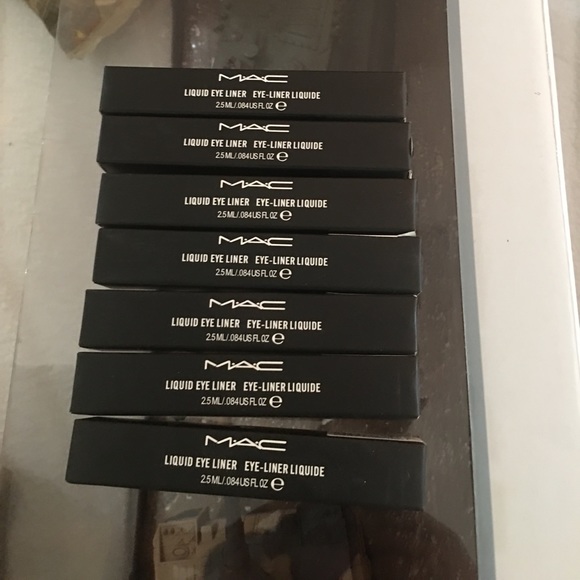 M·A·C
LIQUID EYE LINER EYE-LINER LIQUIDE
2.5 ML/.084 US FL OZ ℮
M·A·C
LIQUID EYE LINER EYE-LINER LIQUIDE
2.5 ML/.084 US FL OZ ℮
M·A·C
LIQUID EYE LINER EYE-LINER LIQUIDE
2.5 ML/.084 US FL OZ ℮
M·A·C
LIQUID EYE LINER EYE-LINER LIQUIDE
2.5 ML/.084 US FL OZ ℮
M·A·C
LIQUID EYE LINER EYE-LINER LIQUIDE
2.5 ML/.084 US FL OZ ℮
M·A·C
LIQUID EYE LINER EYE-LINER LIQUIDE
2.5 ML/.084 US FL OZ ℮
M·A·C
LIQUID EYE LINER EYE-LINER LIQUIDE
2.5 ML/.084 US FL OZ ℮